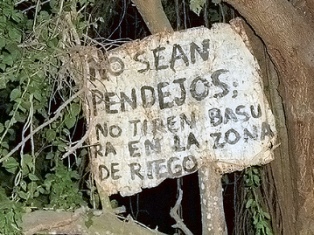 NO SEAN
PENDEJOS;
NO TIREN BASU
RA EN LA ZONA
DE RIEGO